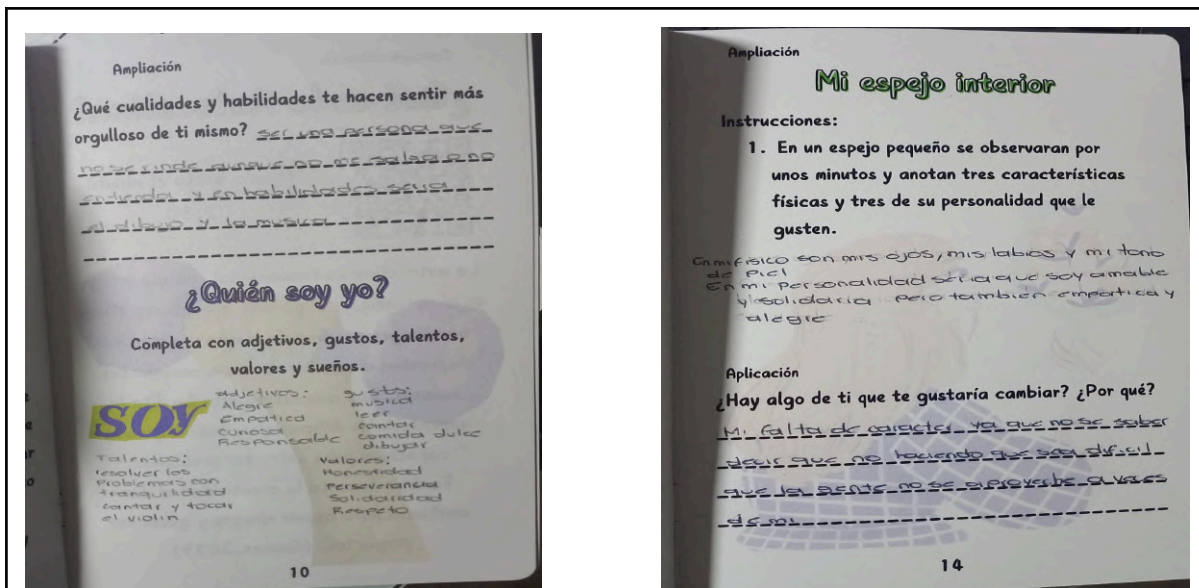 Ampliación
¿Qué cualidades y habilidades te hacen sentir más
orgulloso de ti mismo? ser una persona que
no se rinde aunque no me salga o no
entienda y en habilidades seria
el dibujo y la musica
¿Quién soy yo?
Completa con adjetivos, gustos, talentos,
valores y sueños.
SOY
adjetivos:
Alegre
Empatica
curiosa
Responsable
gustos:
musica
leer
cantar
comida dulce
dibujar
Talentos:
resolver los
problemas con
tranquilidad
cantar y tocar
el violin
Valores:
Honestidad
Perseverancia
Solidaridad
Respeto
10
Ampliación
Mi espejo interior
Instrucciones:
1. En un espejo pequeño se observaran por
unos minutos y anotan tres características
físicas y tres de su personalidad que le
gusten.
En mi fisico son mis ojos, mis labios y mi tono
de piel
En mi personalidad seria que soy amable
y solidaria pero tambien empatica y
alegre
Aplicación
¿Hay algo de ti que te gustaría cambiar? ¿Por qué?
Mi falta de caracter ya que no se saber
decir que no haciendo que sea dificil
que la gente no se aproveche a veces
de mi
14